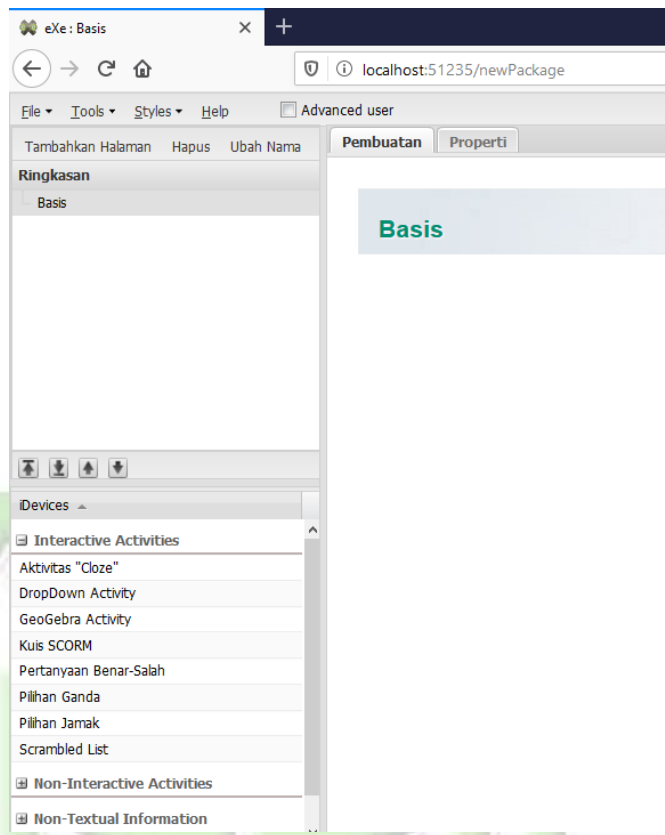 eXe : Basis
localhost:51235/newPackage
File Tools Styles Help Advanced user
Tambahkan Halaman Hapus Ubah Nama
Pembuatan Properti
Ringkasan
Basis
Basis
iDevices
Interactive Activities
Aktivitas "Cloze"
DropDown Activity
GeoGebra Activity
Kuis SCORM
Pertanyaan Benar-Salah
Pilihan Ganda
Pilihan Jamak
Scrambled List
Non-Interactive Activities
Non-Textual Information